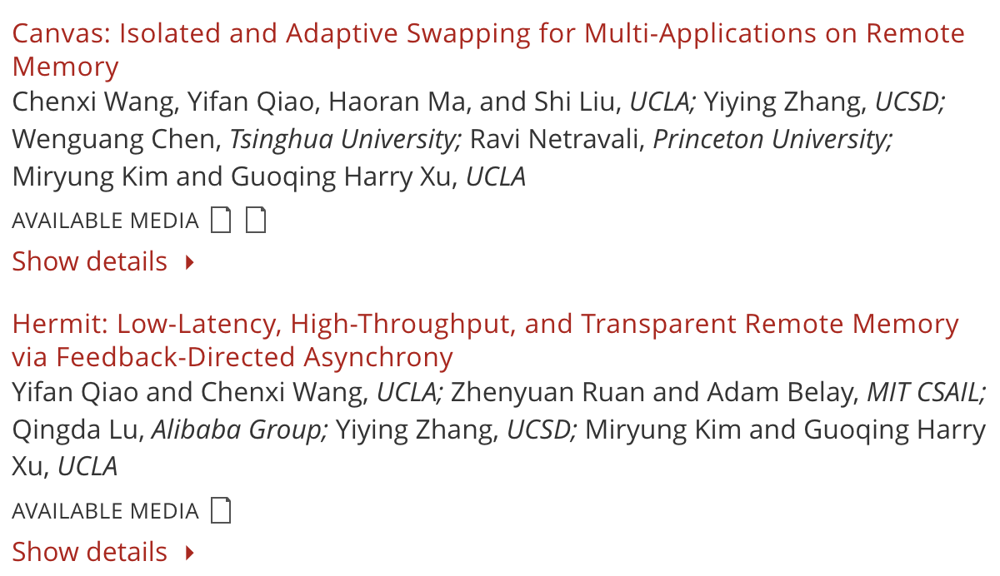 Canvas: Isolated and Adaptive Swapping for Multi-Applications on Remote
Memory
Chenxi Wang, Yifan Qiao, Haoran Ma, and Shi Liu, UCLA; Yiying Zhang, UCSD;
Wenguang Chen, Tsinghua University; Ravi Netravali, Princeton University;
Miryung Kim and Guoqing Harry Xu, UCLA
AVAILABLE MEDIA
Show details
Hermit: Low-Latency, High-Throughput, and Transparent Remote Memory
via Feedback-Directed Asynchrony
Yifan Qiao and Chenxi Wang, UCLA; Zhenyuan Ruan and Adam Belay, MIT CSAIL;
Qingda Lu, Alibaba Group; Yiying Zhang, UCSD; Miryung Kim and Guoqing Harry
Xu, UCLA
AVAILABLE MEDIA
Show details